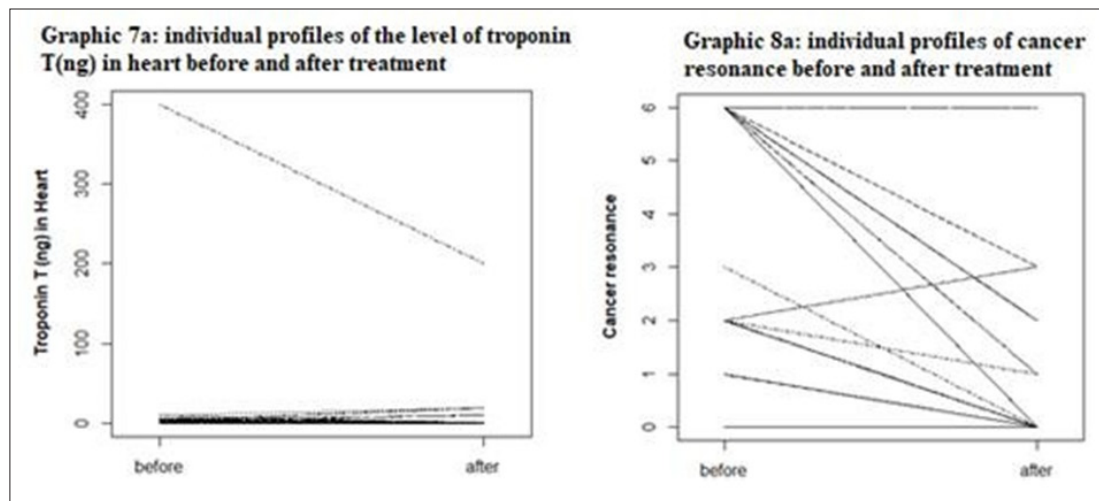 Graphic 7a: individual profiles of the level of troponin
T(ng) in heart before and after treatment
Troponin T (ng) in Heart
400
300
200
100
0
before after
Graphic 8a: individual profiles of cancer
resonance before and after treatment
Cancer resonance
6
5
4
3
2
1
0
before after